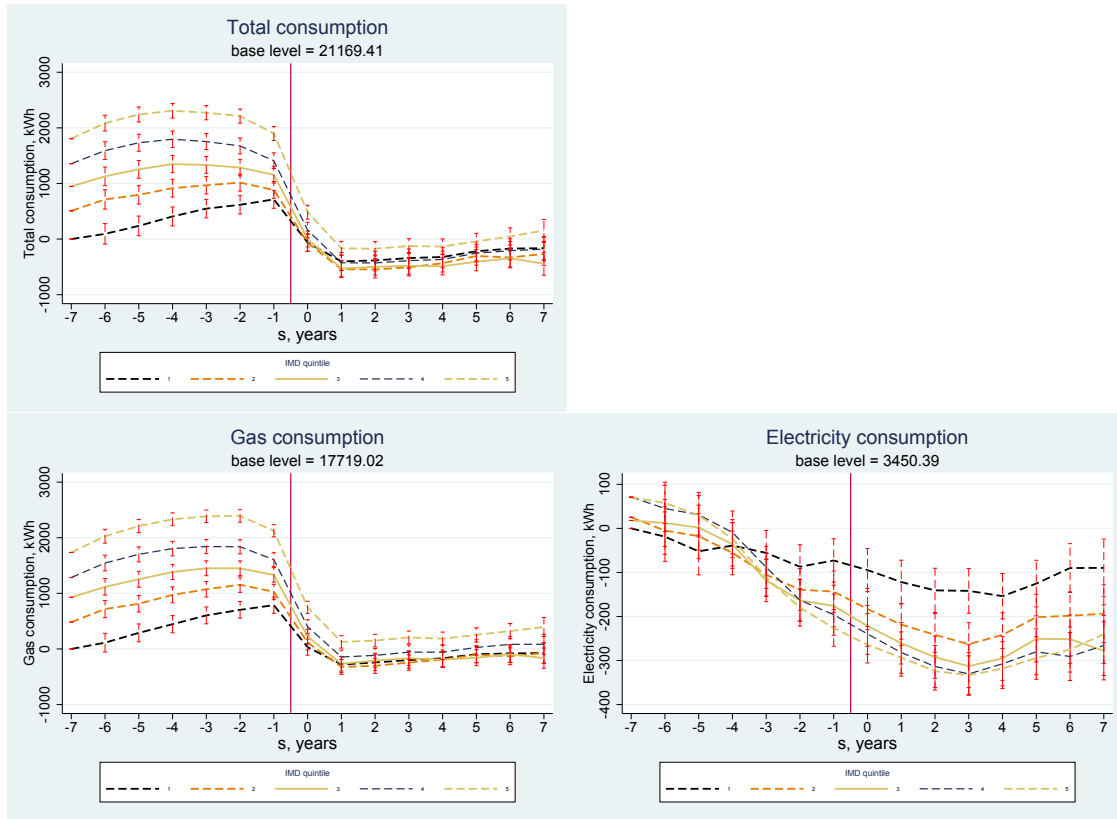 Total consumption
base level = 21169.41
Total consumption, kWh
3000
2000
1000
0
-1000
-7 -6 -5 -4 -3 -2 -1 0 1 2 3 4 5 6 7
s, years
IMD quintile
1 2 3 4 5
Gas consumption
base level = 17719.02
Gas consumption, kWh
3000
2000
1000
0
-1000
-7 -6 -5 -4 -3 -2 -1 0 1 2 3 4 5 6 7
s, years
IMD quintile
1 2 3 4 5
Electricity consumption
base level = 3450.39
Electricity consumption, kWh
100
0
-100
-200
-300
-400
-7 -6 -5 -4 -3 -2 -1 0 1 2 3 4 5 6 7
s, years
IMD quintile
1 2 3 4 5